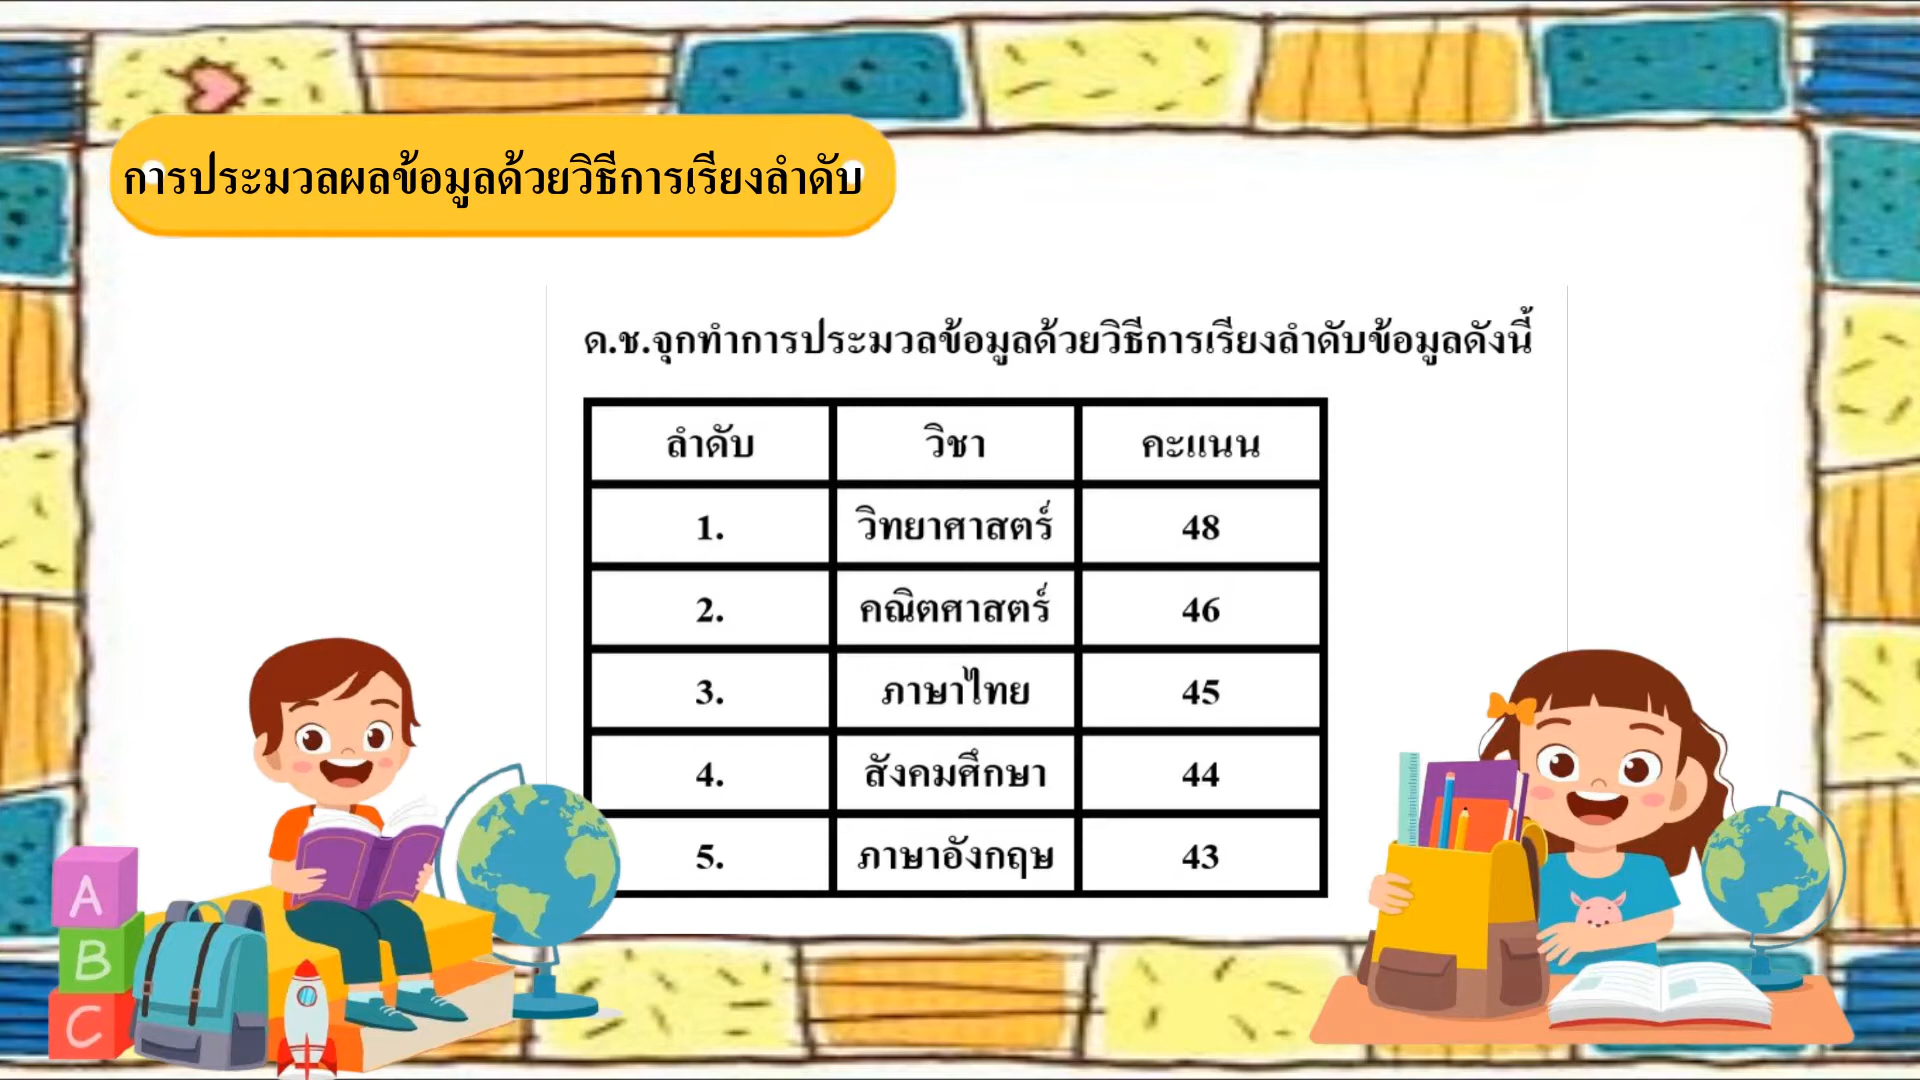 การประมวลผลข้อมูลด้วยวิธีการเรียงลำดับ
ด.ช.จุกทำการประมวลข้อมูลด้วยวิธีการเรียงลำดับข้อมูลดังนี้
ลำดับ วิชา คะแนน
1. วิทยาศาสตร์ 48
2. คณิตศาสตร์ 46
3. ภาษาไทย 45
4. สังคมศึกษา 44
5. ภาษาอังกฤษ 43
A
B
C